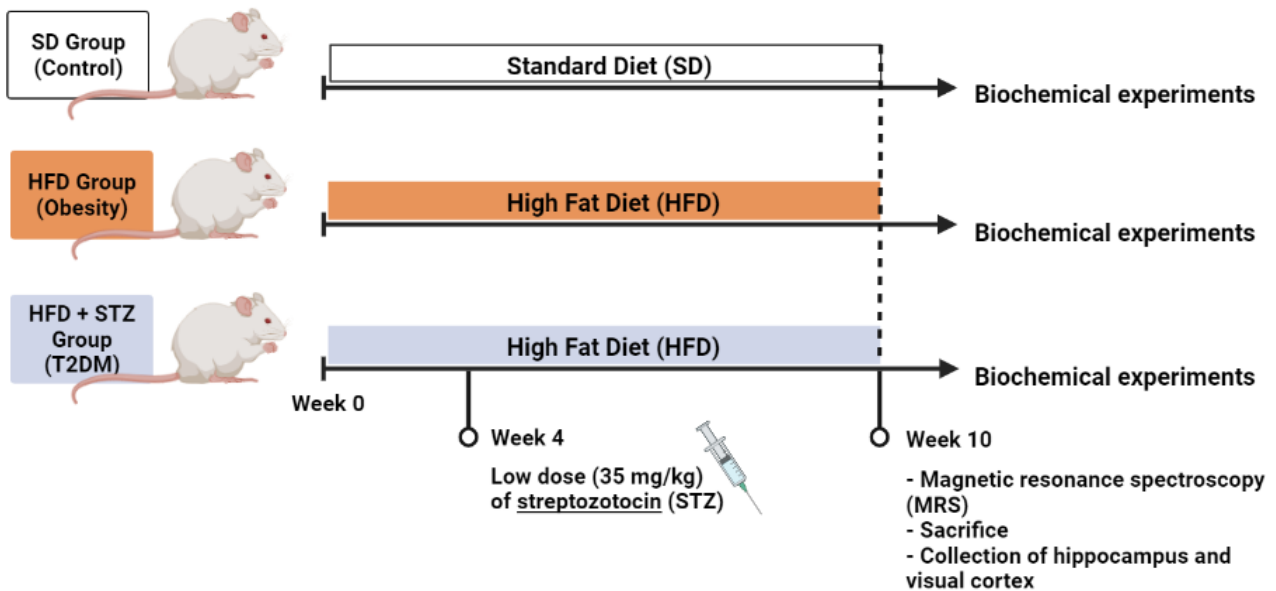 SD Group
(Control)
Standard Diet (SD)
Biochemical experiments
HFD Group
(Obesity)
High Fat Diet (HFD)
Biochemical experiments
HFD + STZ
Group
(T2DM)
High Fat Diet (HFD)
Biochemical experiments
Week 0
Week 4
Low dose (35 mg/kg)
of streptozotocin (STZ)
Week 10
- Magnetic resonance spectroscopy
(MRS)
- Sacrifice
- Collection of hippocampus and
visual cortex